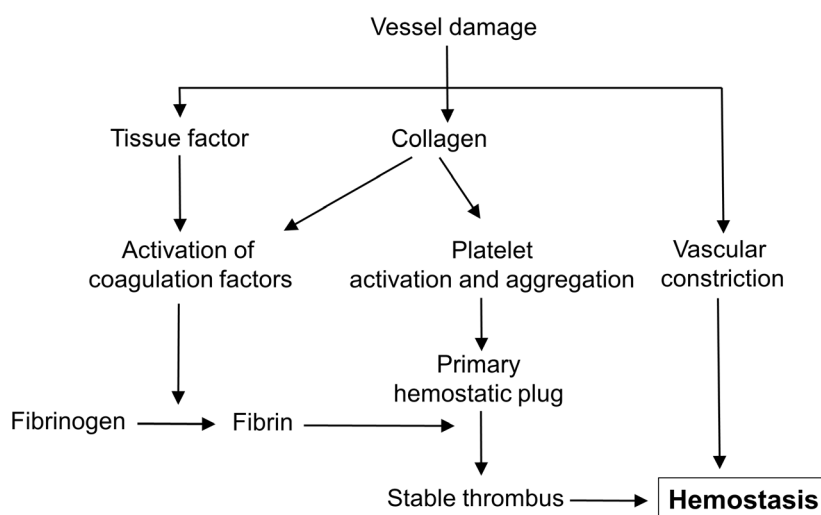 Vessel damage
Tissue factor
Collagen
Activation of
coagulation factors
Platelet
activation and aggregation
Vascular
constriction
Primary
hemostatic plug
Fibrinogen
Fibrin
Stable thrombus
Hemostasis